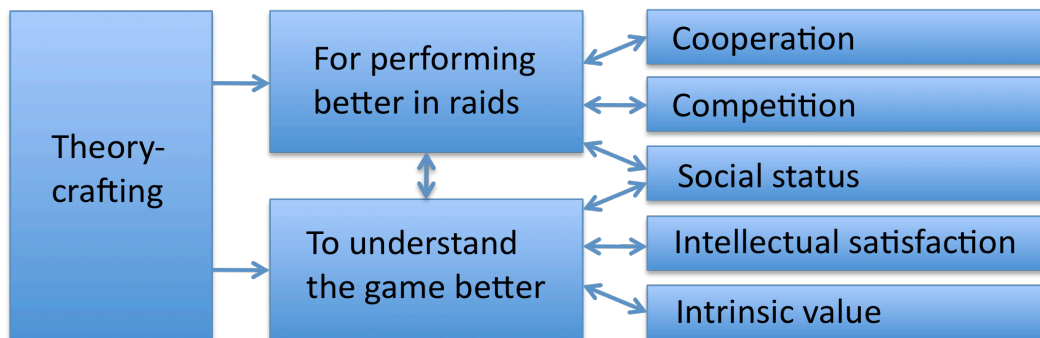 Theory-
crafting
For performing
better in raids
To understand
the game better
Cooperation
Competition
Social status
Intellectual satisfaction
Intrinsic value